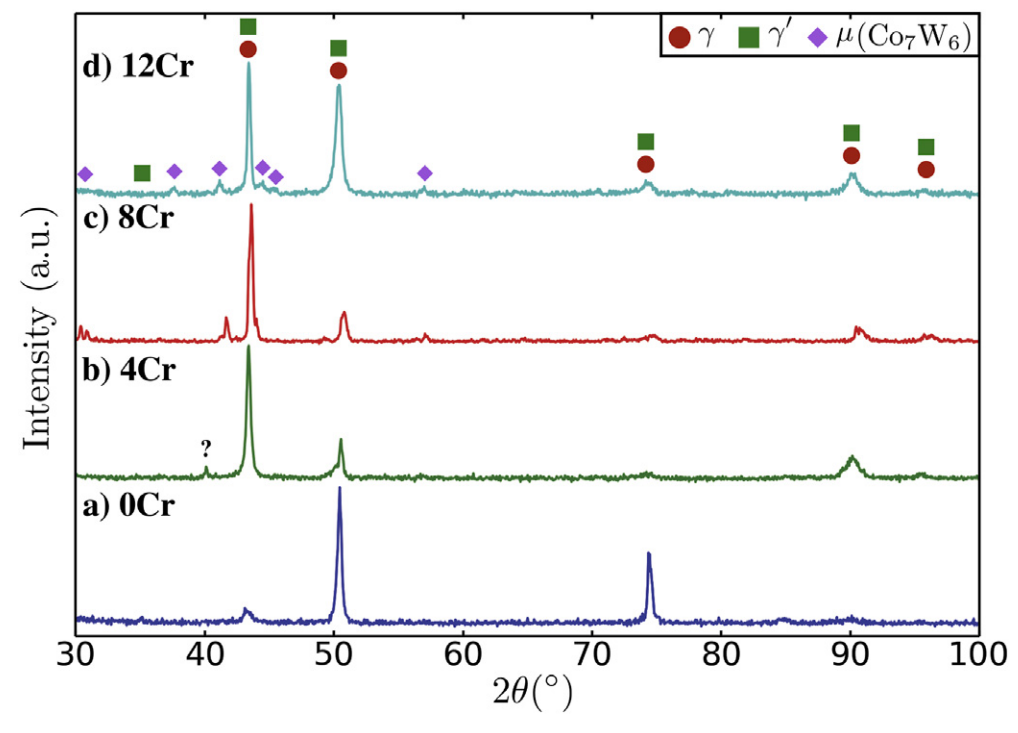 γ γ′ μ(Co₇W₆)
d) 12Cr
c) 8Cr
b) 4Cr
?
a) 0Cr
Intensity (a.u.)
30 40 50 60 70 80 90 100
2θ(°)